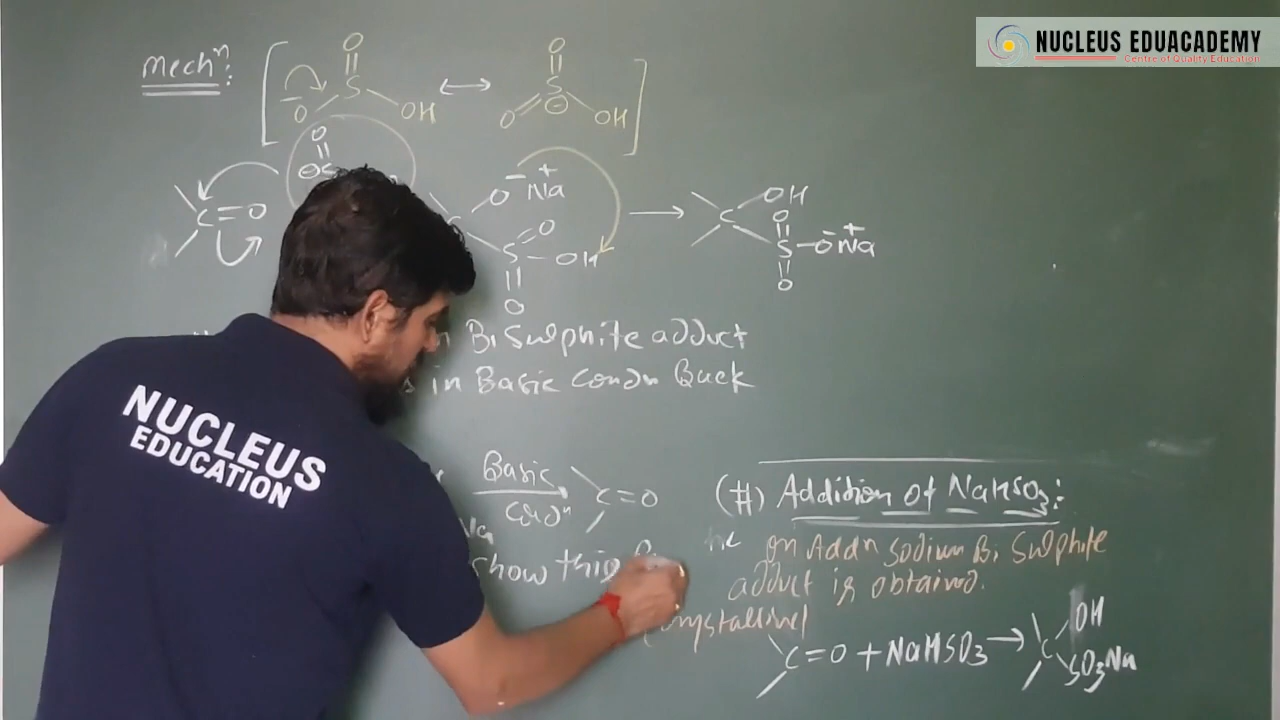 NUCLEUS EDUACADEMY
Centre of Quality Education
Mechⁿ:
O O
S S
O OH ↔ O ⊖ OH
O
⊖S
C=O
O⁻ Na⁺
S=O
OH
O
→ C OH
O
S-O⁻Na⁺
O
Bi Sulphite adduct
in Basic Condn Back
Basic
Condⁿ
C=O
show this
(#) Addition of NaHSO3:
on Addn sodium Bi Sulphite
adduct is obtained.
C=O + NaHSO3 → C OH
SO3Na
NUCLEUS
EDUCATION